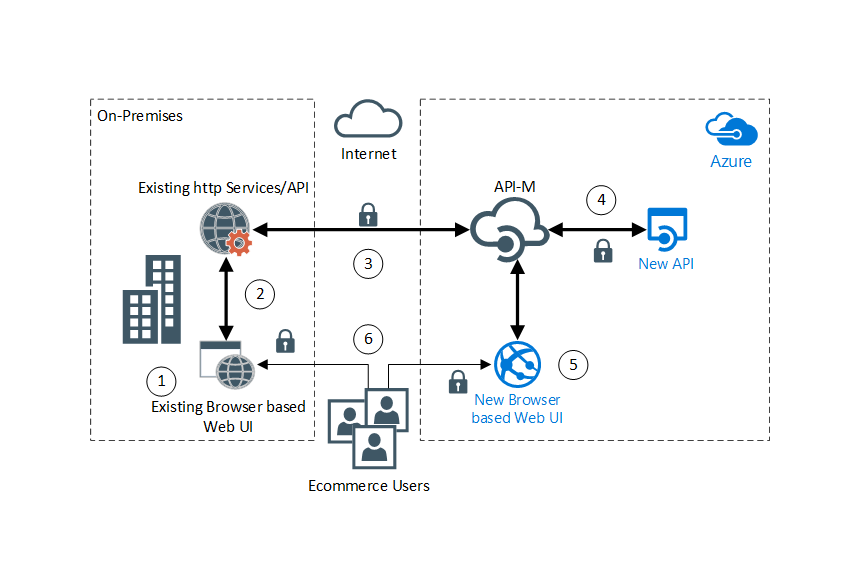 On-Premises
Internet
Azure
Existing http Services/API
API-M
4
New API
3
2
6
5
1
Existing Browser based
Web UI
New Browser
based Web UI
Ecommerce Users